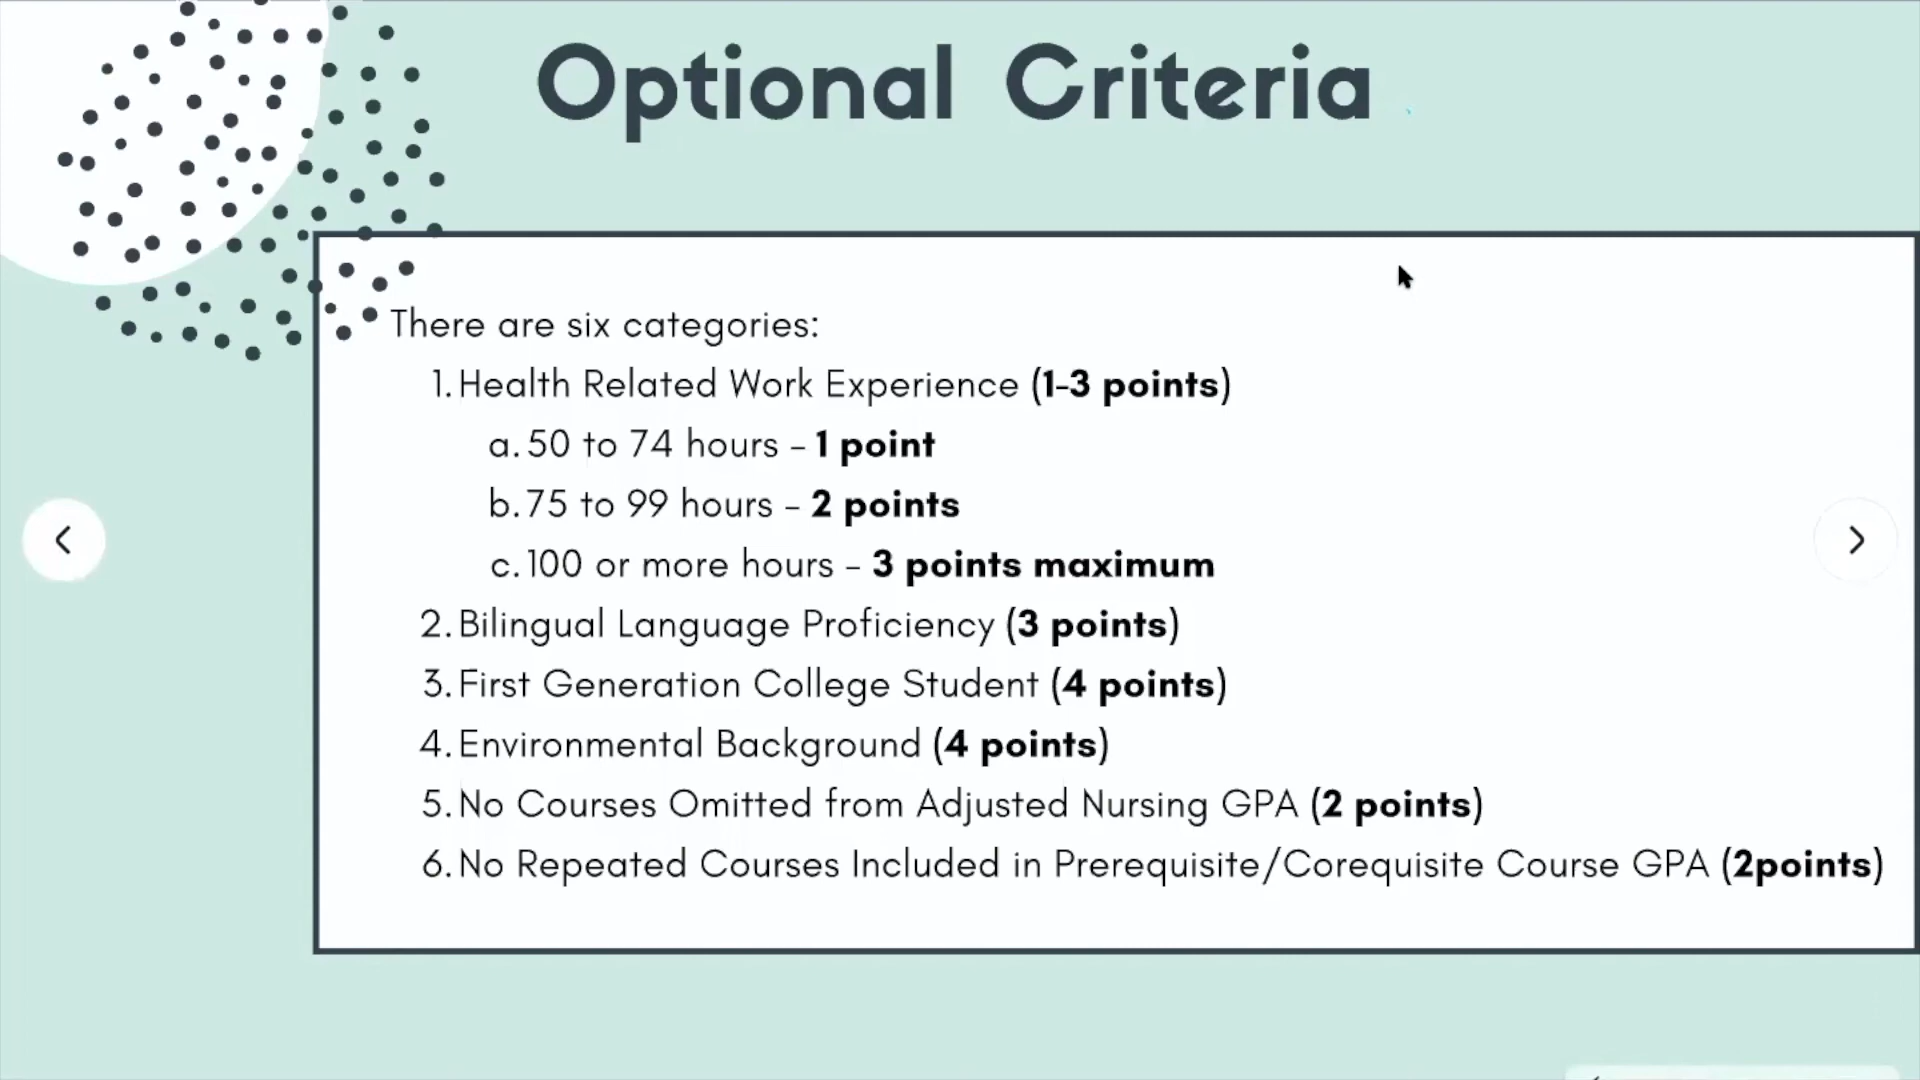 Optional Criteria
There are six categories:
1. Health Related Work Experience (1-3 points)
a. 50 to 74 hours - 1 point
b. 75 to 99 hours - 2 points
c. 100 or more hours - 3 points maximum
2. Bilingual Language Proficiency (3 points)
3. First Generation College Student (4 points)
4. Environmental Background (4 points)
5. No Courses Omitted from Adjusted Nursing GPA (2 points)
6. No Repeated Courses Included in Prerequisite/Corequisite Course GPA (2points)